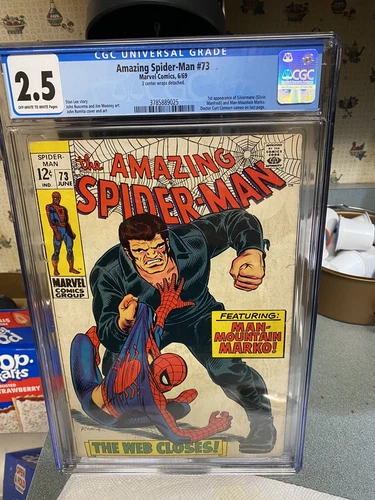 CGC UNIVERSAL GRADE
2.5
OFF-WHITE TO WHITE Pages
Amazing Spider-Man #73
Marvel Comics, 6/69
2 center wraps detached.
3785889025
Stan Lee story
John Buscema and Jim Mooney art
John Romita cover and art
1st appearance of Silvermane (Silvio
Manfredi) and Man-Mountain Marko.
Doctor Curt Connors cameo on last page.
CGC
SPIDER-
MAN
12¢
IND.
73
JUNE
MARVEL
COMICS
GROUP
the AMAZING
SPIDER-MAN
FEATURING:
MAN-
MOUNTAIN
MARKO!
THE WEB CLOSES!
STRAWBERRY